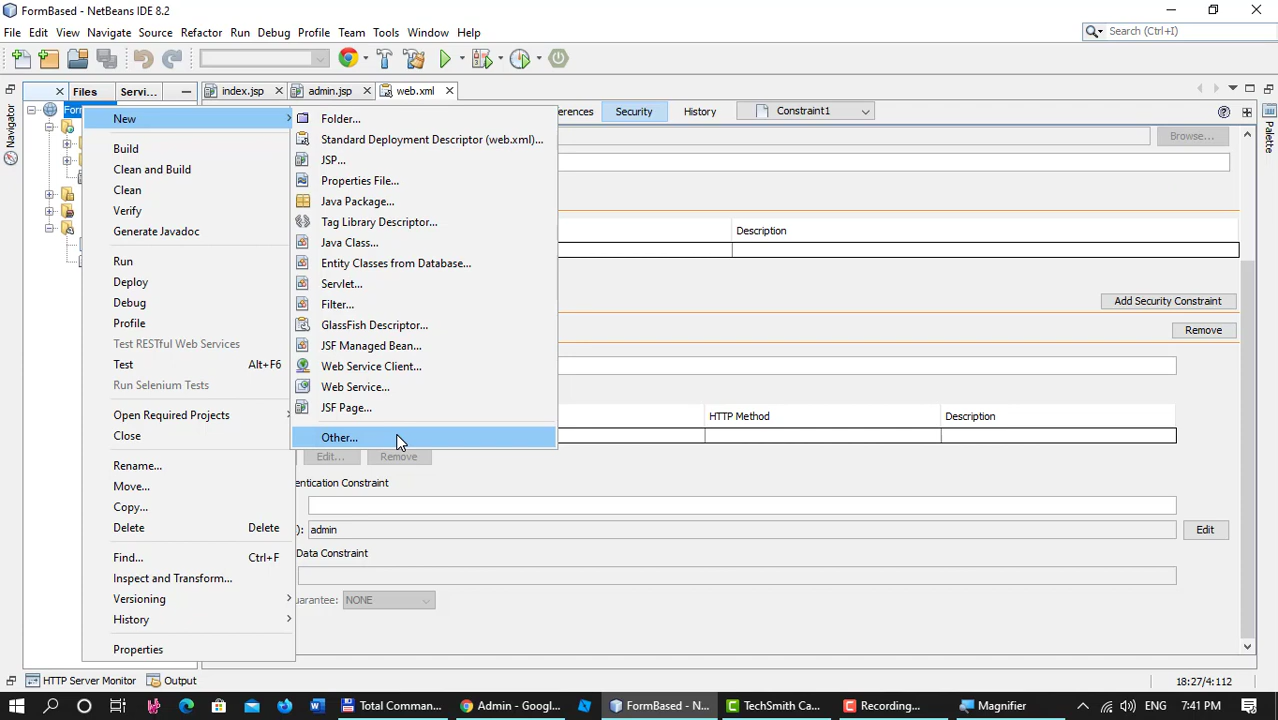 FormBased - NetBeans IDE 8.2
File Edit View Navigate Source Refactor Run Debug Profile Team Tools Window Help
Search (Ctrl+I)
Files Servi...
index.jsp admin.jsp web.xml
Navigator
Palette
Security History Constraint1
New
Build
Clean and Build
Clean
Verify
Generate Javadoc
Run
Deploy
Debug
Profile
Test RESTful Web Services
Test Alt+F6
Run Selenium Tests
Open Required Projects
Close
Rename...
Move...
Copy...
Delete Delete
Find... Ctrl+F
Inspect and Transform...
Versioning
History
Properties
Folder...
Standard Deployment Descriptor (web.xml)...
JSP...
Properties File...
Java Package...
Tag Library Descriptor...
Java Class...
Entity Classes from Database...
Servlet...
Filter...
GlassFish Descriptor...
JSF Managed Bean...
Web Service Client...
Web Service...
JSF Page...
Other...
Browse...
Description
Add Security Constraint
Remove
HTTP Method Description
Edit... Remove
entication Constraint
): admin Edit
Data Constraint
uarantee: NONE
HTTP Server Monitor Output 18:27/4:112
Total Comman... Admin - Googl... FormBased - N... TechSmith Ca... Recording... Magnifier ENG 7:41 PM